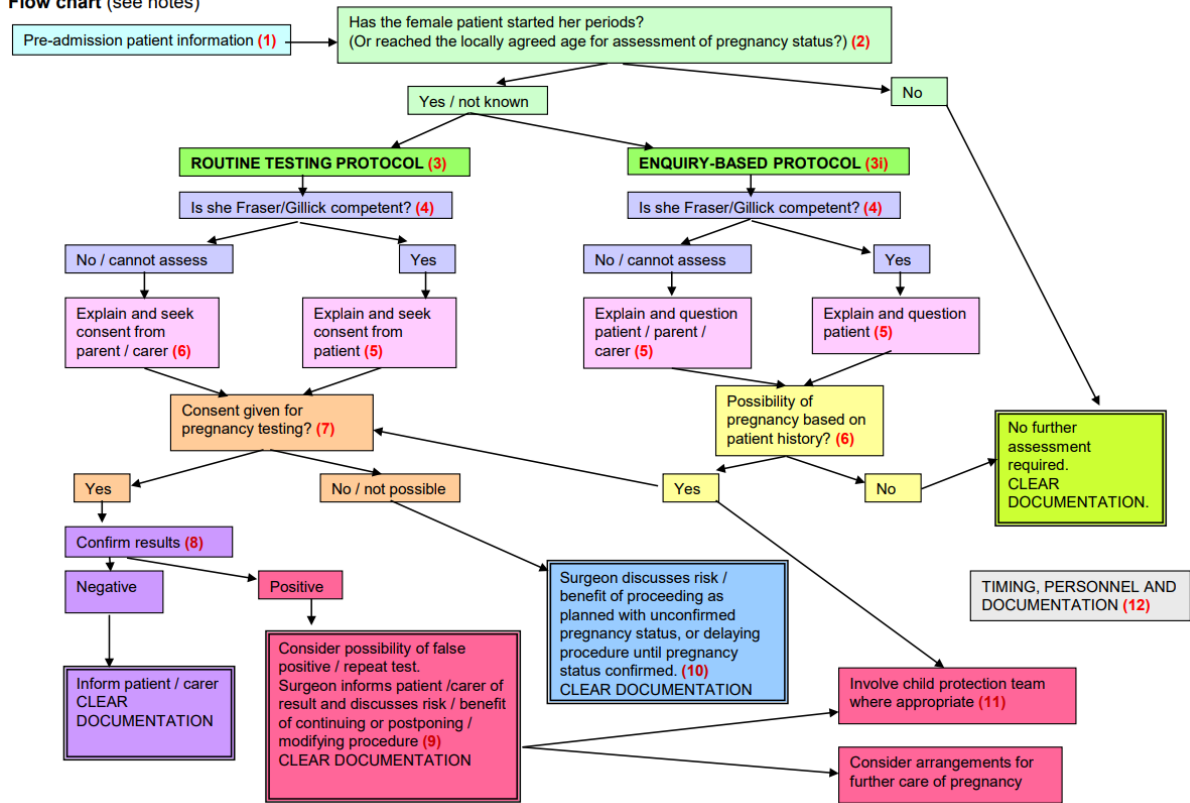 Flow chart (see notes)
Pre-admission patient information (1)
Has the female patient started her periods?
(Or reached the locally agreed age for assessment of pregnancy status?) (2)
Yes / not known
No
ROUTINE TESTING PROTOCOL (3)
ENQUIRY-BASED PROTOCOL (3i)
Is she Fraser/Gillick competent? (4)
Is she Fraser/Gillick competent? (4)
No / cannot assess
Yes
No / cannot assess
Yes
Explain and seek
consent from
parent / carer (6)
Explain and seek
consent from
patient (5)
Explain and question
patient / parent /
carer (5)
Explain and question
patient (5)
Consent given for
pregnancy testing? (7)
Possibility of
pregnancy based on
patient history? (6)
No further
assessment
required.
CLEAR
DOCUMENTATION.
Yes
No / not possible
Yes
No
Confirm results (8)
Negative
Positive
Surgeon discusses risk /
benefit of proceeding as
planned with unconfirmed
pregnancy status, or delaying
procedure until pregnancy
status confirmed. (10)
CLEAR DOCUMENTATION
TIMING, PERSONNEL AND
DOCUMENTATION (12)
Inform patient / carer
CLEAR
DOCUMENTATION
Consider possibility of false
positive / repeat test.
Surgeon informs patient /carer of
result and discusses risk / benefit
of continuing or postponing /
modifying procedure (9)
CLEAR DOCUMENTATION
Involve child protection team
where appropriate (11)
Consider arrangements for
further care of pregnancy